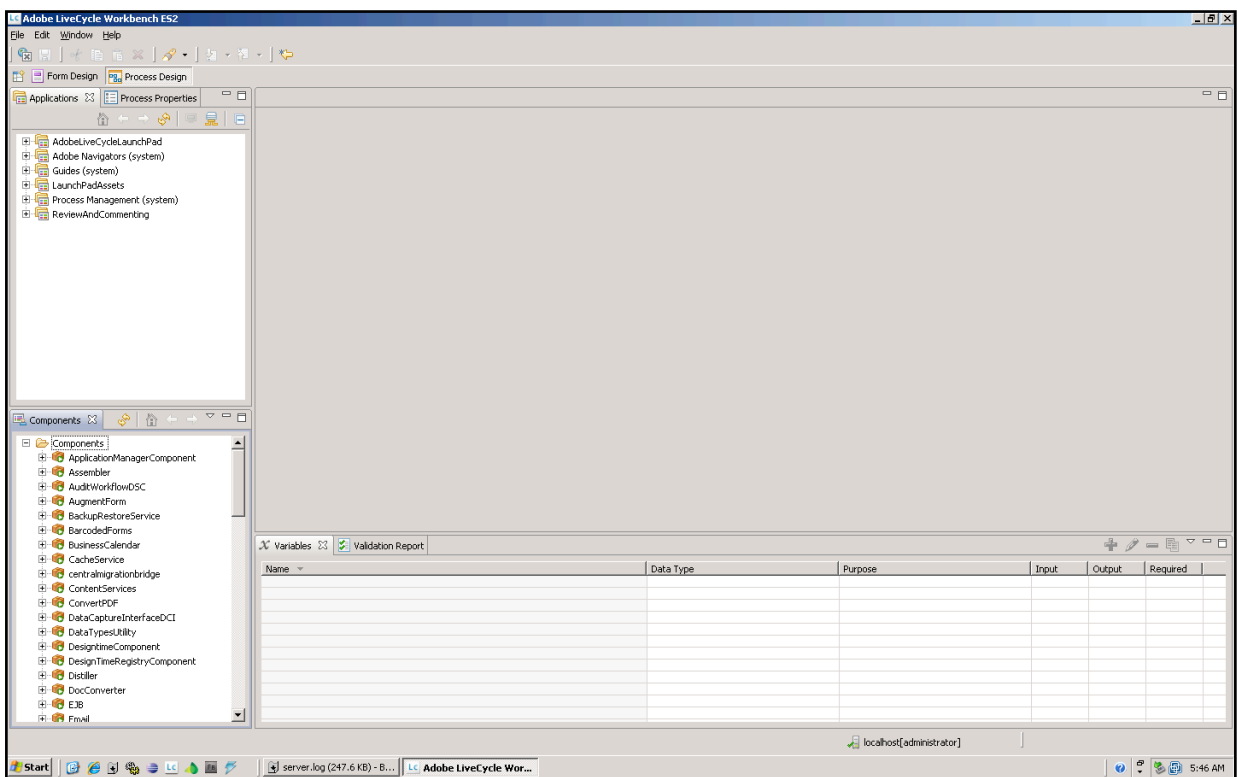 LC Adobe LiveCycle Workbench ES2
File Edit Window Help
Form Design Process Design
Applications Process Properties
AdobeLiveCycleLaunchPad
Adobe Navigators (system)
Guides (system)
LaunchPadAssets
Process Management (system)
ReviewAndCommenting
Components
Components
ApplicationManagerComponent
Assembler
AuditWorkflowDSC
AugmentForm
BackupRestoreService
BarcodedForms
BusinessCalendar
CacheService
centralmigrationbridge
ContentServices
ConvertPDF
DataCaptureInterfaceDCI
DataTypesUtility
DesigntimeComponent
DesignTimeRegistryComponent
Distiller
DocConverter
EJB
Email
X Variables Validation Report
Name Data Type Purpose Input Output Required
localhost[administrator]
Start LC server.log (247.6 KB) - B... LC Adobe LiveCycle Wor... 5:46 AM